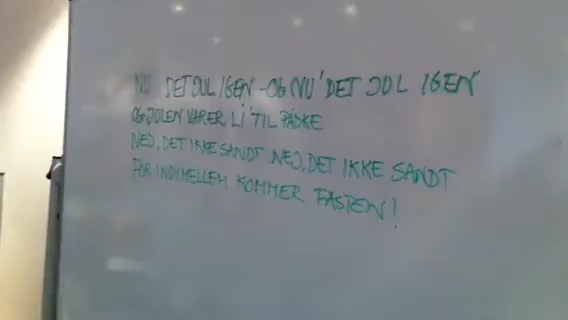 NU DET JUL IGEN - OG NU' DET JUL IGEN
OG JULEN VARER LI' TIL PÅSKE
NEJ, DET IKKE SANDT NEJ, DET IKKE SANDT
FOR INDIMELLEM KOMMER FASTEN!